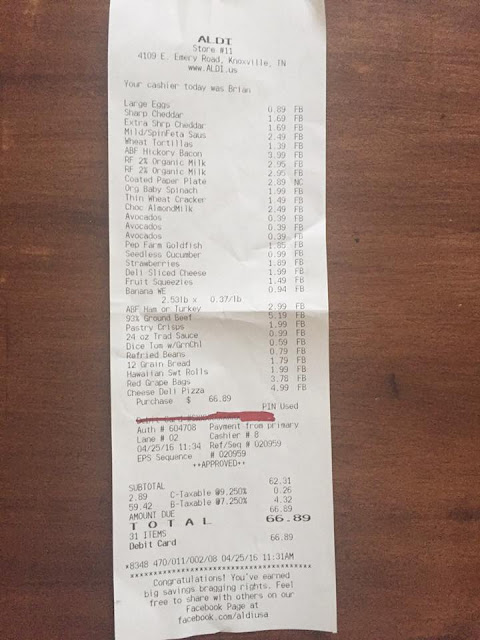 ALDI
Store #11
4109 E. Emery Road, Knoxville, TN
www.ALDI.us
Your cashier today was Brian
Large Eggs 0.89 FB
Sharp Cheddar 1.69 FB
Extra Shrp Cheddar 1.69 FB
Mild/SpinFeta Saus 2.49 FB
Wheat Tortillas 1.39 FB
ABF Hickory Bacon 3.99 FB
RF 2% Organic Milk 2.95 FB
RF 2% Organic Milk 2.95 FB
Coated Paper Plate 2.89 NC
Org Baby Spinach 1.99 FB
Thin Wheat Cracker 1.49 FB
Choc AlmondMilk 2.49 FB
Avocados 0.39 FB
Avocados 0.39 FB
Avocados 0.39 FB
Pep Farm Goldfish 1.85 FB
Seedless Cucumber 0.99 FB
Strawberries 1.89 FB
Deli Sliced Cheese 1.99 FB
Fruit Squeezies 1.49 FB
Banana WE 0.94 FB
2.53lb x 0.37/lb
ABF Ham or Turkey 2.99 FB
93% Ground Beef 5.19 FB
Pastry Crisps 1.99 FB
24 oz Trad Sauce 0.99 FB
Dice Tom w/GrnChl 0.59 FB
Refried Beans 0.79 FB
12 Grain Bread 1.79 FB
Hawaiian Swt Rolls 1.99 FB
Red Grape Bags 3.78 FB
Cheese Deli Pizza 4.99 FB
Purchase $ 66.89
PIN Used
Auth # 604708 Payment from primary
Lane # 02 Cashier # 8
04/25/16 11:34 Ref/Seq # 020959
EPS Sequence # 020959
**APPROVED**
SUBTOTAL 62.31
2.89 C-Taxable @9.250% 0.26
59.42 B-Taxable @7.250% 4.32
AMOUNT DUE 66.89
TOTAL 66.89
31 ITEMS
Debit Card 66.89
*8348 470/011/002/08 04/25/16 11:31AM
Congratulations! You've earned
big savings bragging rights. Feel
free to share with others on our
Facebook Page at
facebook.com/aldiusa